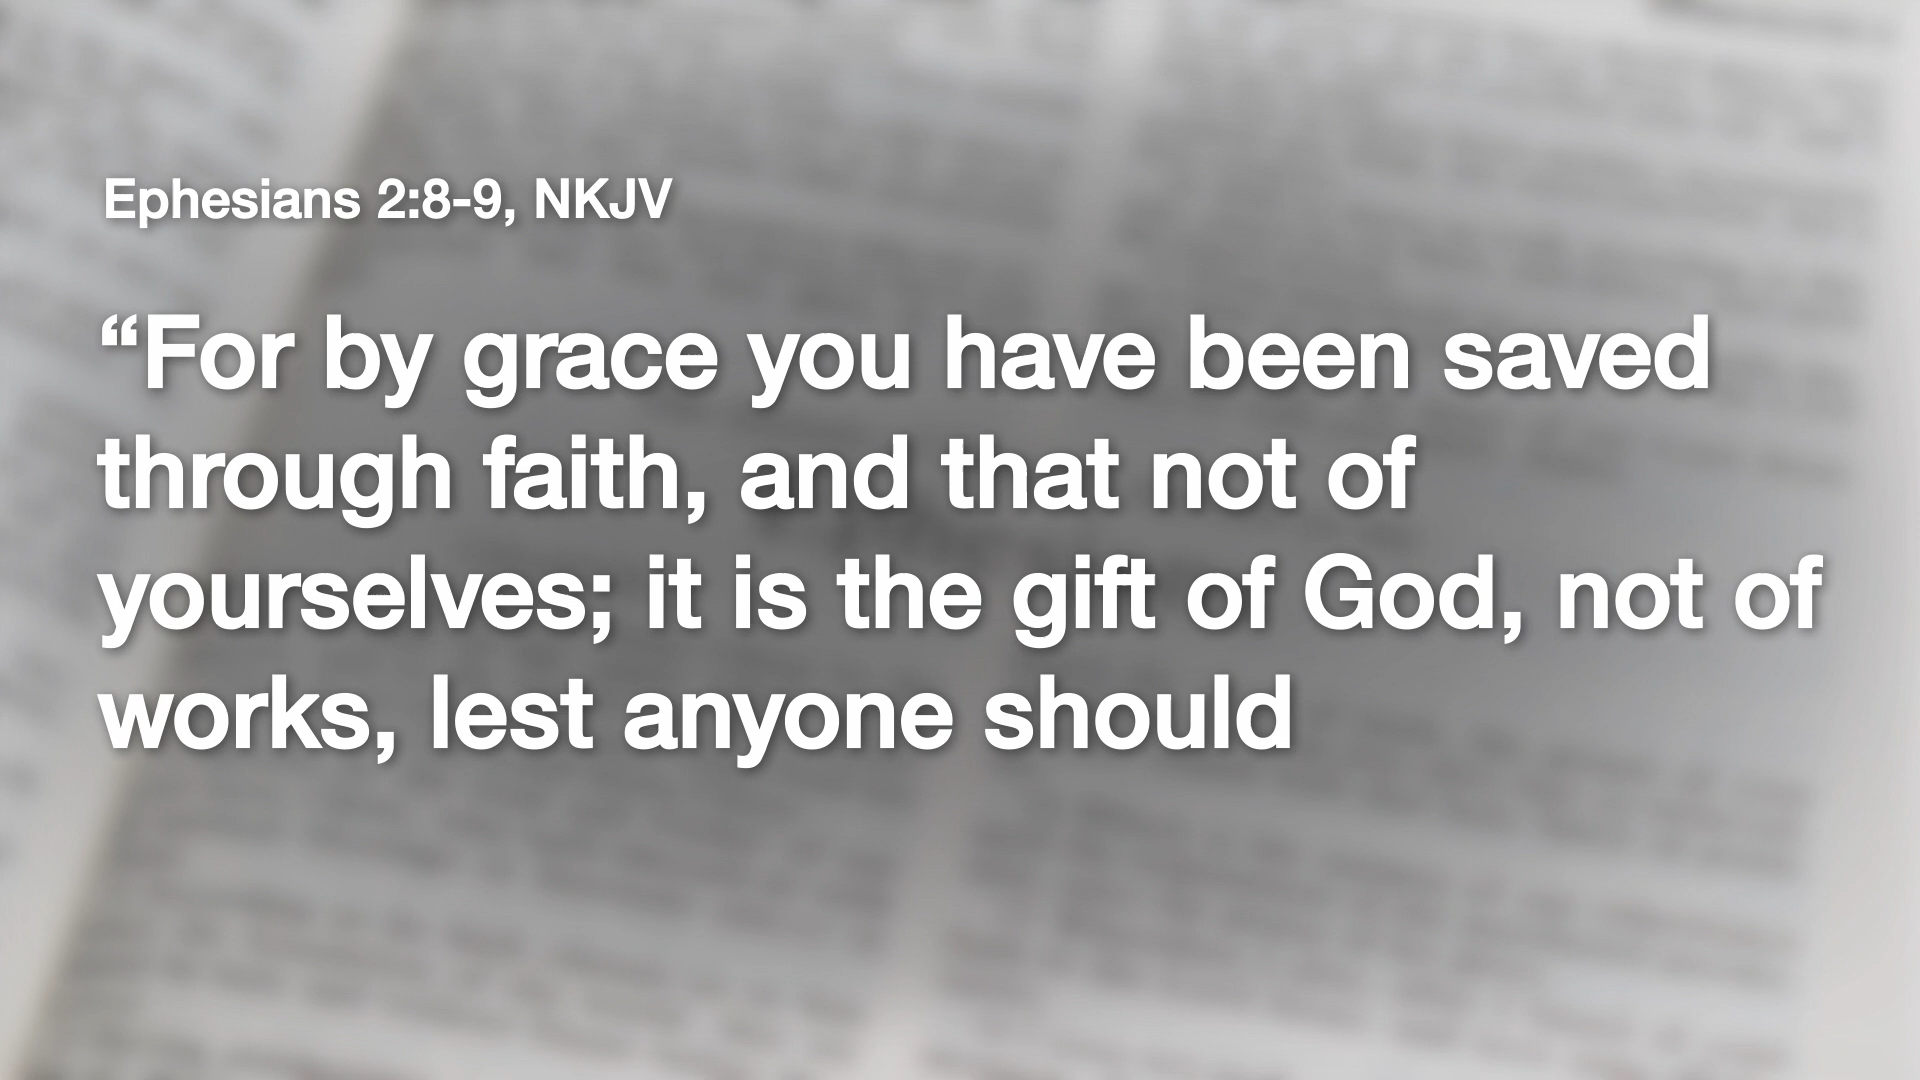 Ephesians 2:8-9, NKJV
“For by grace you have been saved
through faith, and that not of
yourselves; it is the gift of God, not of
works, lest anyone should